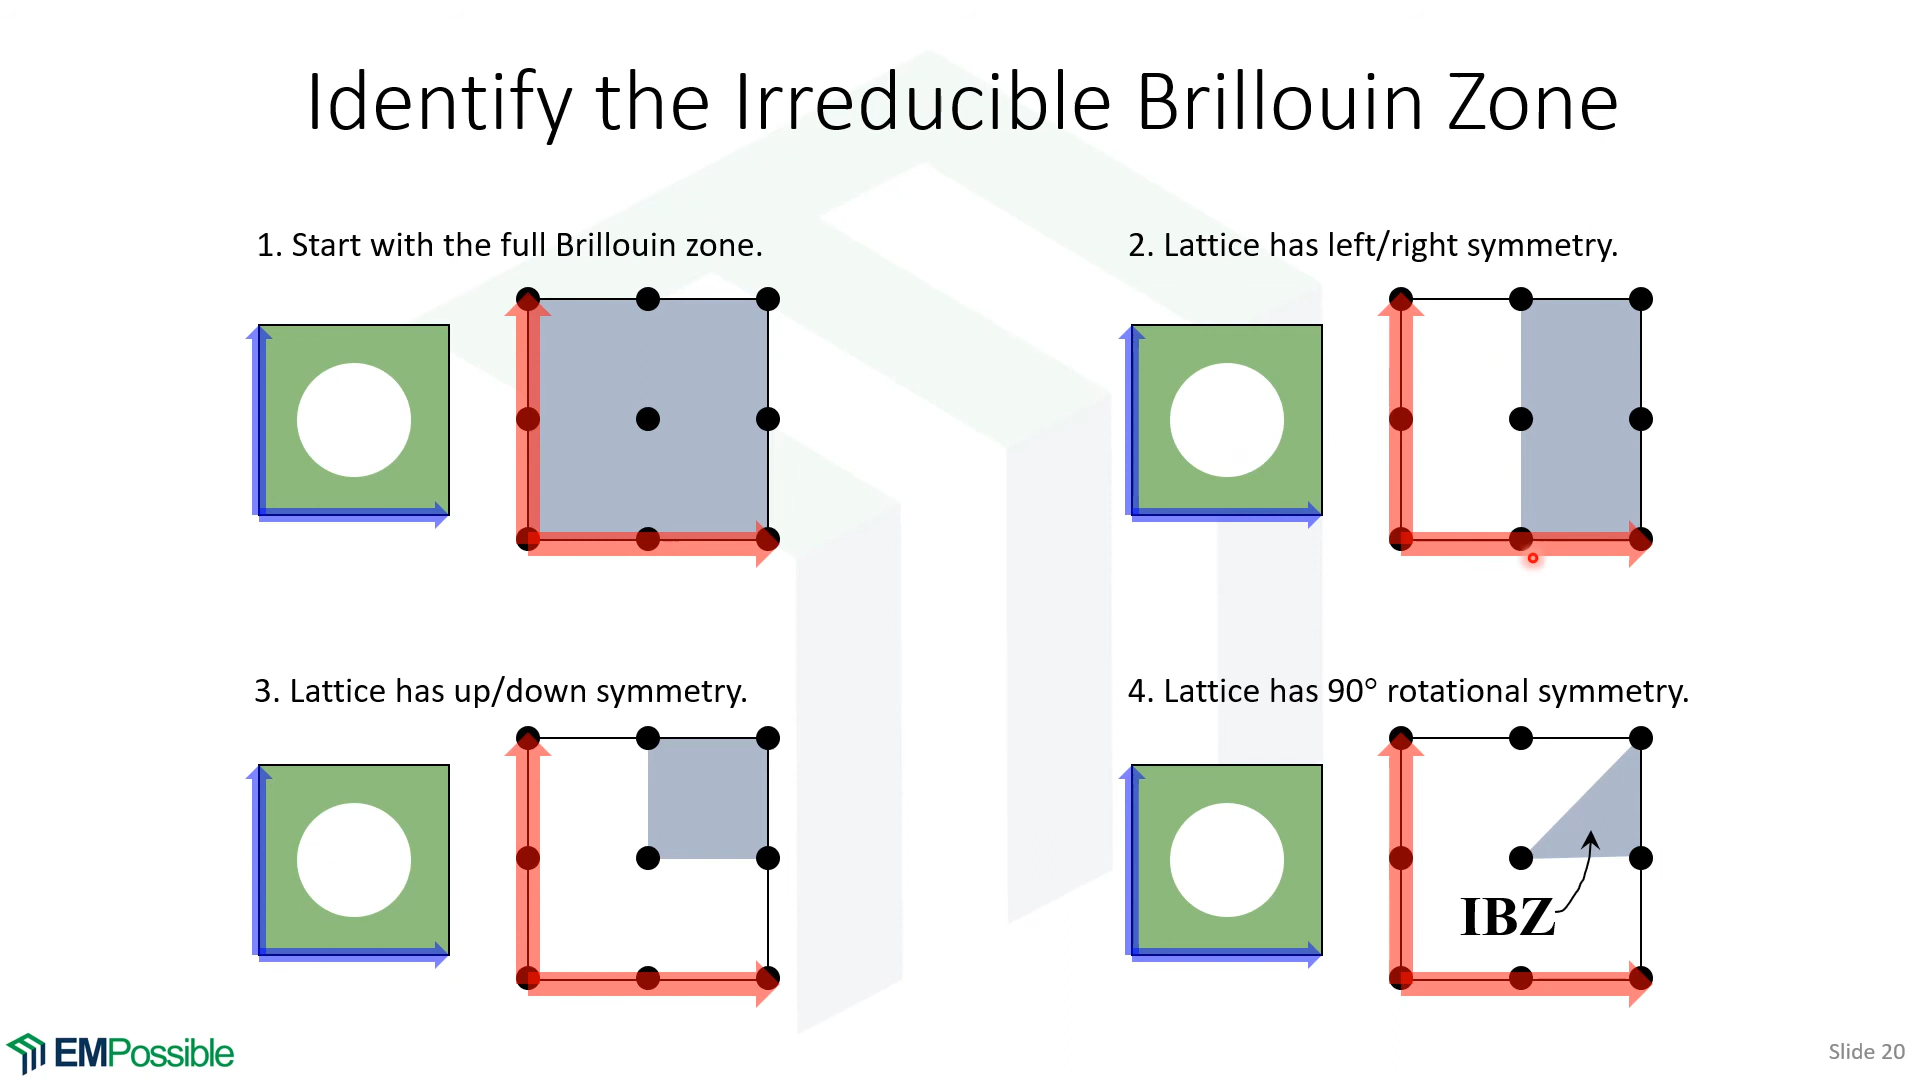 Identify the Irreducible Brillouin Zone
1. Start with the full Brillouin zone.
2. Lattice has left/right symmetry.
3. Lattice has up/down symmetry.
4. Lattice has 90° rotational symmetry.
IBZ
EMPossible
Slide 20